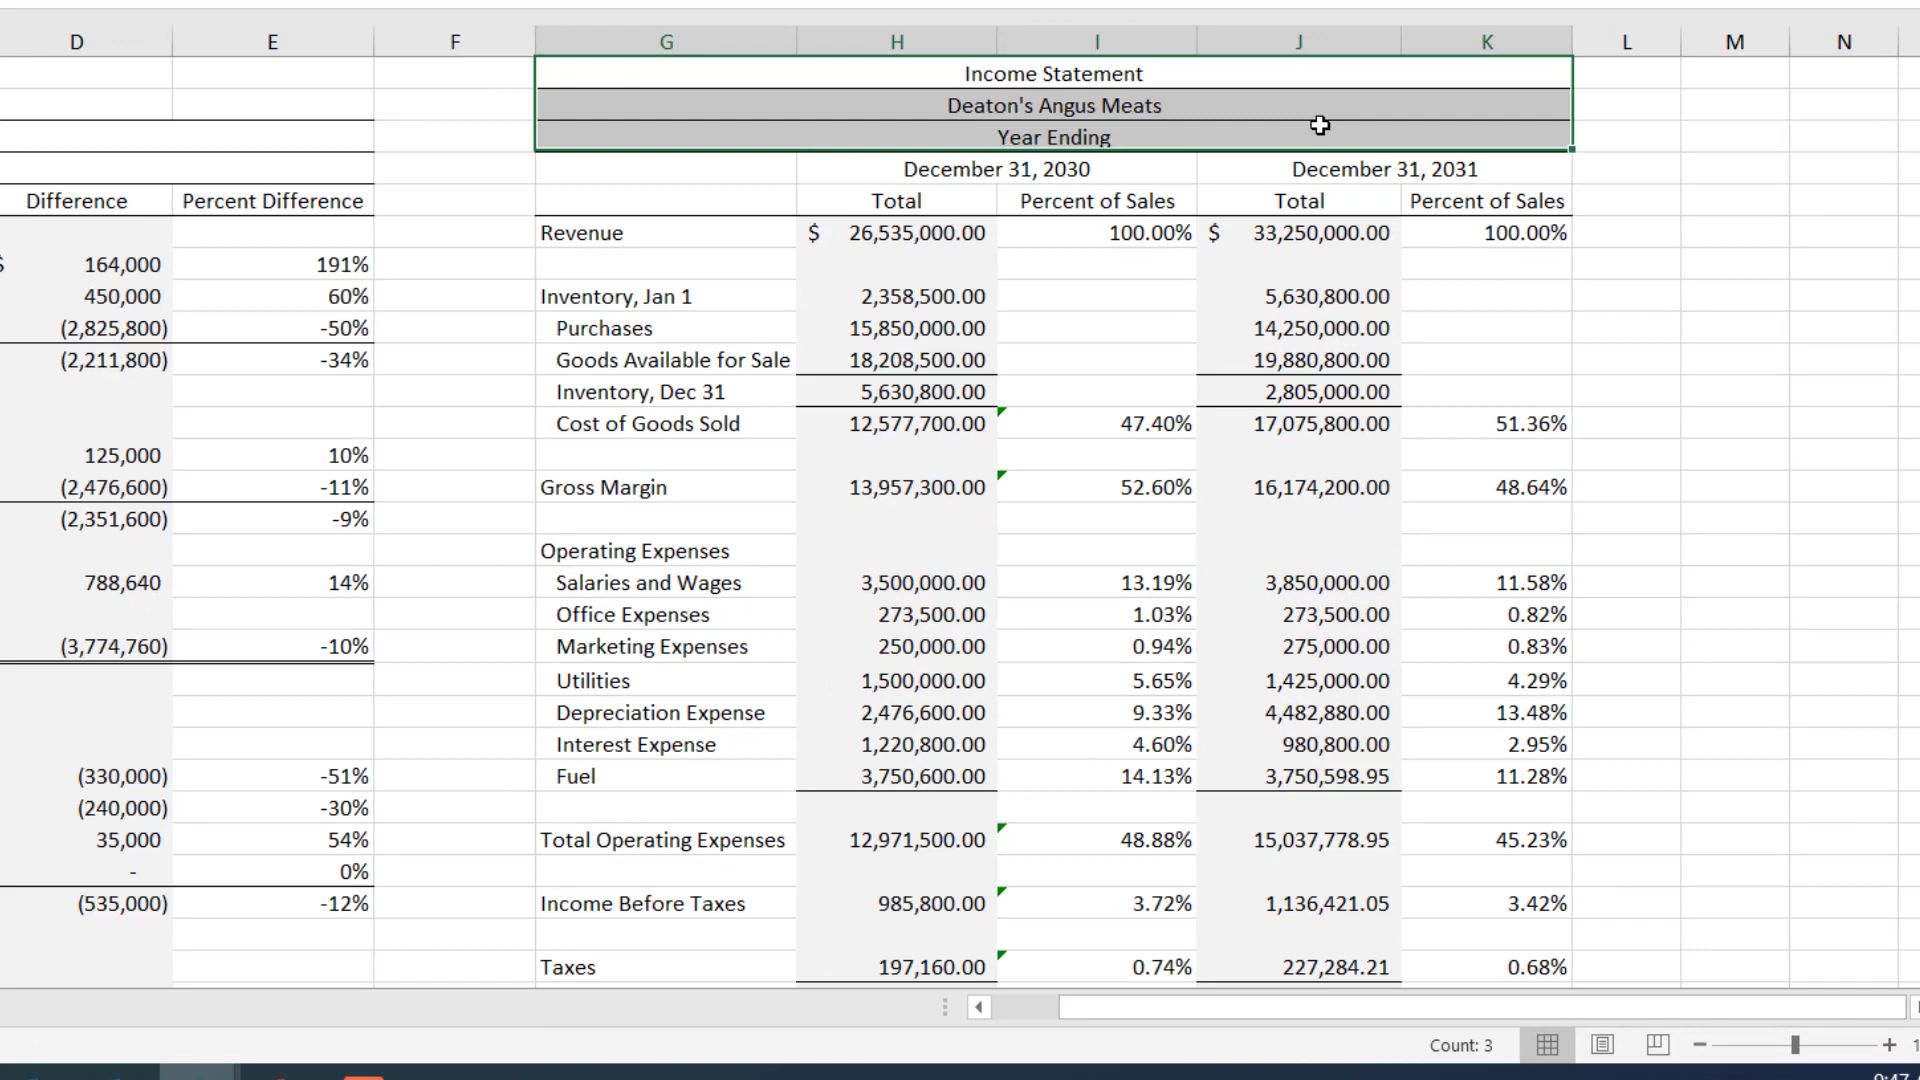 D E F G H I J K L M N
Income Statement
Deaton's Angus Meats
Year Ending
December 31, 2030 December 31, 2031
Difference Percent Difference Total Percent of Sales Total Percent of Sales
Revenue $ 26,535,000.00 100.00% $ 33,250,000.00 100.00%
$ 164,000 191%
450,000 60% Inventory, Jan 1 2,358,500.00 5,630,800.00
(2,825,800) -50% Purchases 15,850,000.00 14,250,000.00
(2,211,800) -34% Goods Available for Sale 18,208,500.00 19,880,800.00
Inventory, Dec 31 5,630,800.00 2,805,000.00
Cost of Goods Sold 12,577,700.00 47.40% 17,075,800.00 51.36%
125,000 10%
(2,476,600) -11% Gross Margin 13,957,300.00 52.60% 16,174,200.00 48.64%
(2,351,600) -9%
Operating Expenses
788,640 14% Salaries and Wages 3,500,000.00 13.19% 3,850,000.00 11.58%
Office Expenses 273,500.00 1.03% 273,500.00 0.82%
(3,774,760) -10% Marketing Expenses 250,000.00 0.94% 275,000.00 0.83%
Utilities 1,500,000.00 5.65% 1,425,000.00 4.29%
Depreciation Expense 2,476,600.00 9.33% 4,482,880.00 13.48%
Interest Expense 1,220,800.00 4.60% 980,800.00 2.95%
(330,000) -51% Fuel 3,750,600.00 14.13% 3,750,598.95 11.28%
(240,000) -30%
35,000 54% Total Operating Expenses 12,971,500.00 48.88% 15,037,778.95 45.23%
- 0%
(535,000) -12% Income Before Taxes 985,800.00 3.72% 1,136,421.05 3.42%
Taxes 197,160.00 0.74% 227,284.21 0.68%
Count: 3